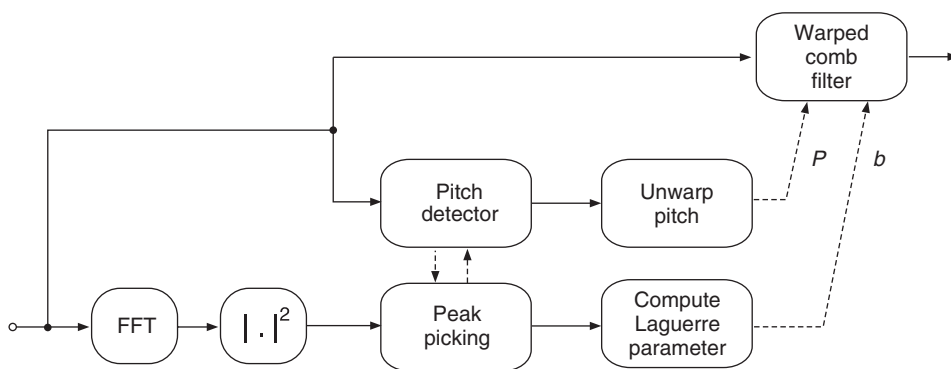 Warped
comb
filter
P
b
Pitch
detector
Unwarp
pitch
FFT
| . |²
Peak
picking
Compute
Laguerre
parameter